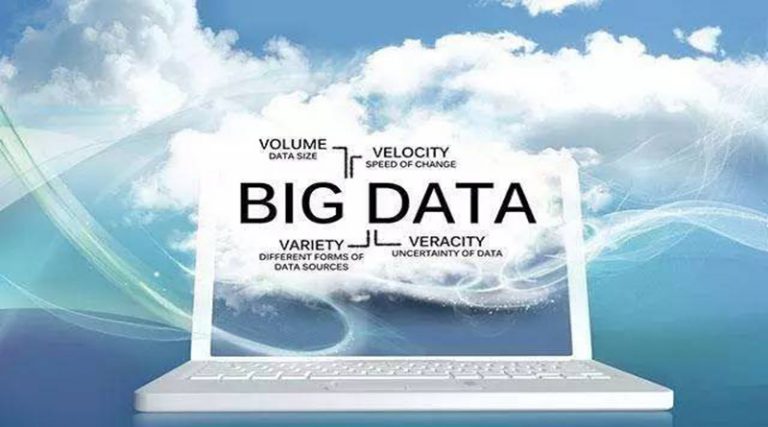 VOLUME
DATA SIZE
VELOCITY
SPEED OF CHANGE
BIG DATA
VARIETY
DIFFERENT FORMS OF
DATA SOURCES
VERACITY
UNCERTAINTY OF DATA